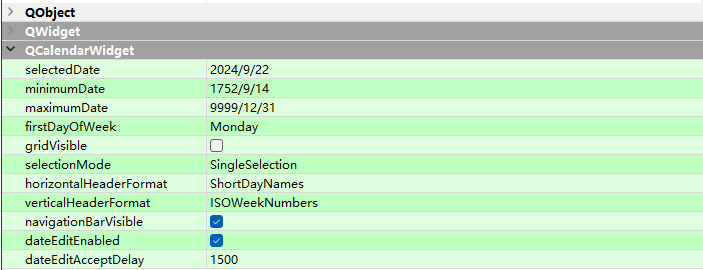 QObject
QWidget
QCalendarWidget
selectedDate 2024/9/22
minimumDate 1752/9/14
maximumDate 9999/12/31
firstDayOfWeek Monday
gridVisible
selectionMode SingleSelection
horizontalHeaderFormat ShortDayNames
verticalHeaderFormat ISOWeekNumbers
navigationBarVisible
dateEditEnabled
dateEditAcceptDelay 1500